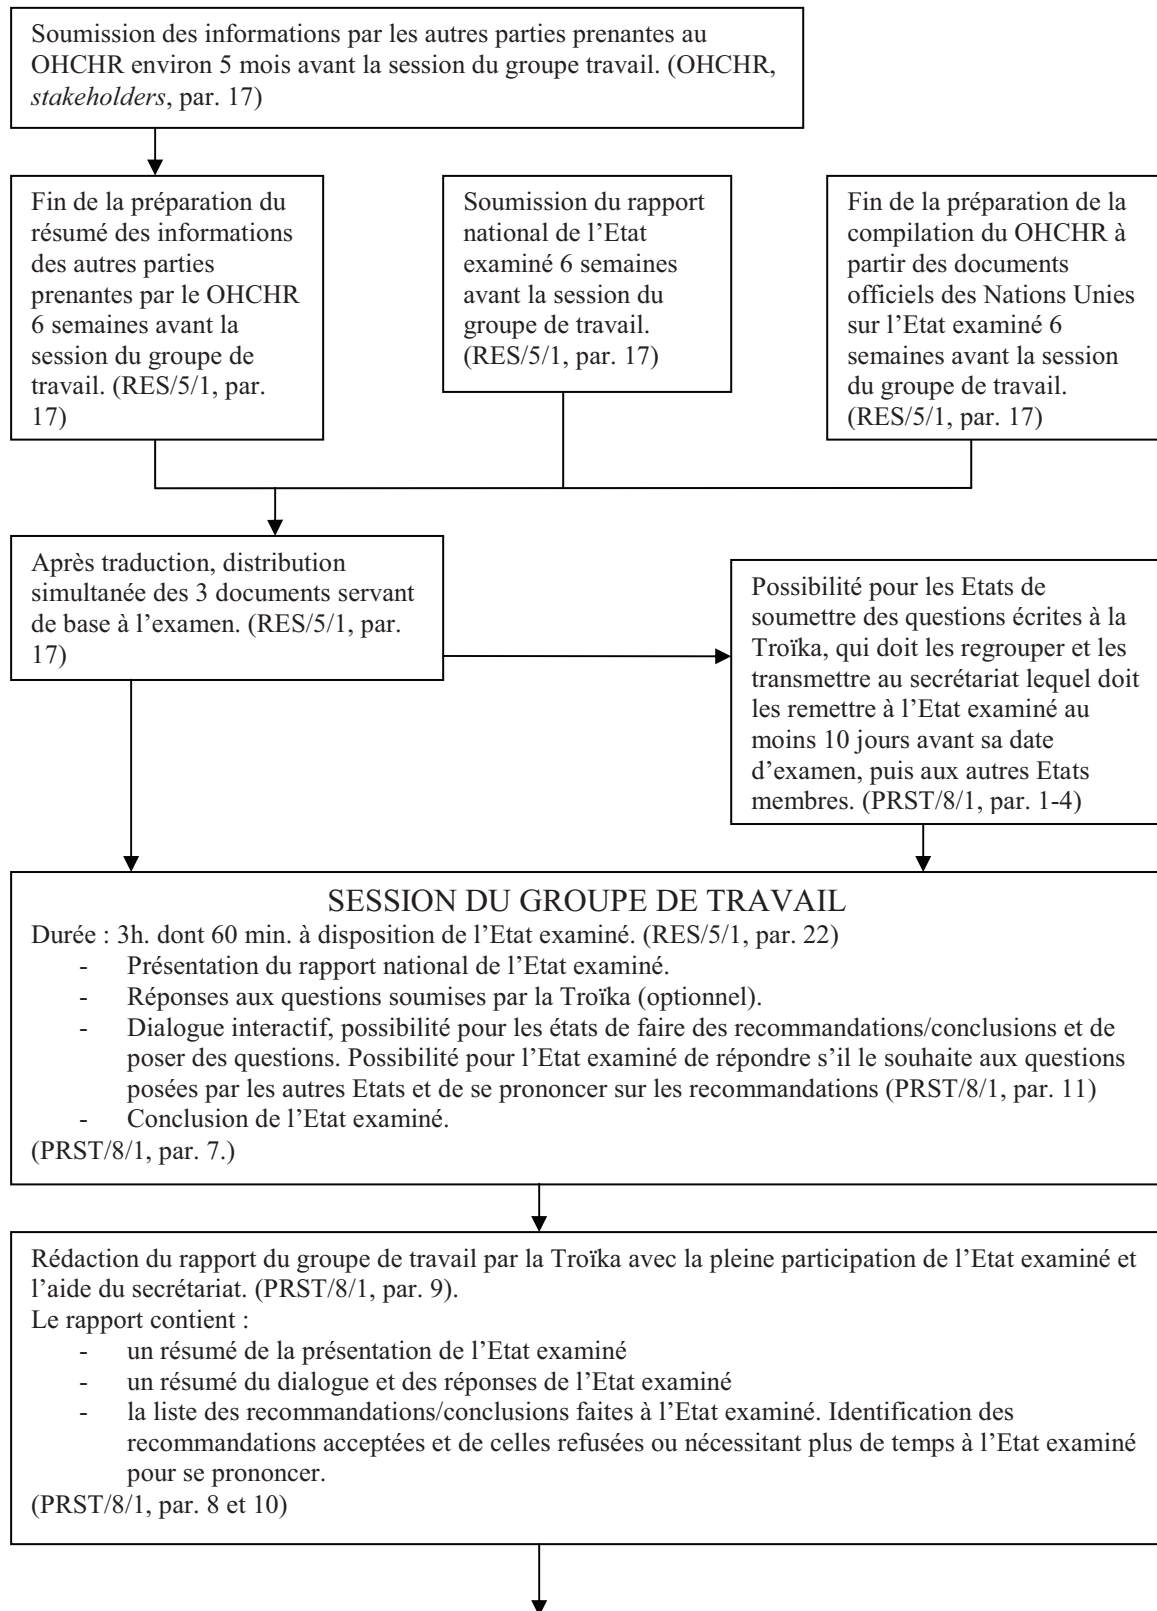 Soumission des informations par les autres parties prenantes au
OHCHR environ 5 mois avant la session du groupe travail. (OHCHR,
stakeholders, par. 17)
Fin de la préparation du
résumé des informations
des autres parties
prenantes par le OHCHR
6 semaines avant la
session du groupe de
travail. (RES/5/1, par.
17)
Soumission du rapport
national de l’Etat
examiné 6 semaines
avant la session du
groupe de travail.
(RES/5/1, par. 17)
Fin de la préparation de la
compilation du OHCHR à
partir des documents
officiels des Nations Unies
sur l’Etat examiné 6
semaines avant la session
du groupe de travail.
(RES/5/1, par. 17)
Après traduction, distribution
simultanée des 3 documents servant
de base à l’examen. (RES/5/1, par.
17)
Possibilité pour les Etats de
soumettre des questions écrites à la
Troïka, qui doit les regrouper et les
transmettre au secrétariat lequel doit
les remettre à l’Etat examiné au
moins 10 jours avant sa date
d’examen, puis aux autres Etats
membres. (PRST/8/1, par. 1-4)
SESSION DU GROUPE DE TRAVAIL
Durée : 3h. dont 60 min. à disposition de l’Etat examiné. (RES/5/1, par. 22)
- Présentation du rapport national de l’Etat examiné.
- Réponses aux questions soumises par la Troïka (optionnel).
- Dialogue interactif, possibilité pour les états de faire des recommandations/conclusions et de
poser des questions. Possibilité pour l’Etat examiné de répondre s’il le souhaite aux questions
posées par les autres Etats et de se prononcer sur les recommandations (PRST/8/1, par. 11)
- Conclusion de l’Etat examiné.
(PRST/8/1, par. 7.)
Rédaction du rapport du groupe de travail par la Troïka avec la pleine participation de l’Etat examiné et
l’aide du secrétariat. (PRST/8/1, par. 9).
Le rapport contient :
- un résumé de la présentation de l’Etat examiné
- un résumé du dialogue et des réponses de l’Etat examiné
- la liste des recommandations/conclusions faites à l’Etat examiné. Identification des
recommandations acceptées et de celles refusées ou nécessitant plus de temps à l’Etat examiné
pour se prononcer.
(PRST/8/1, par. 8 et 10)